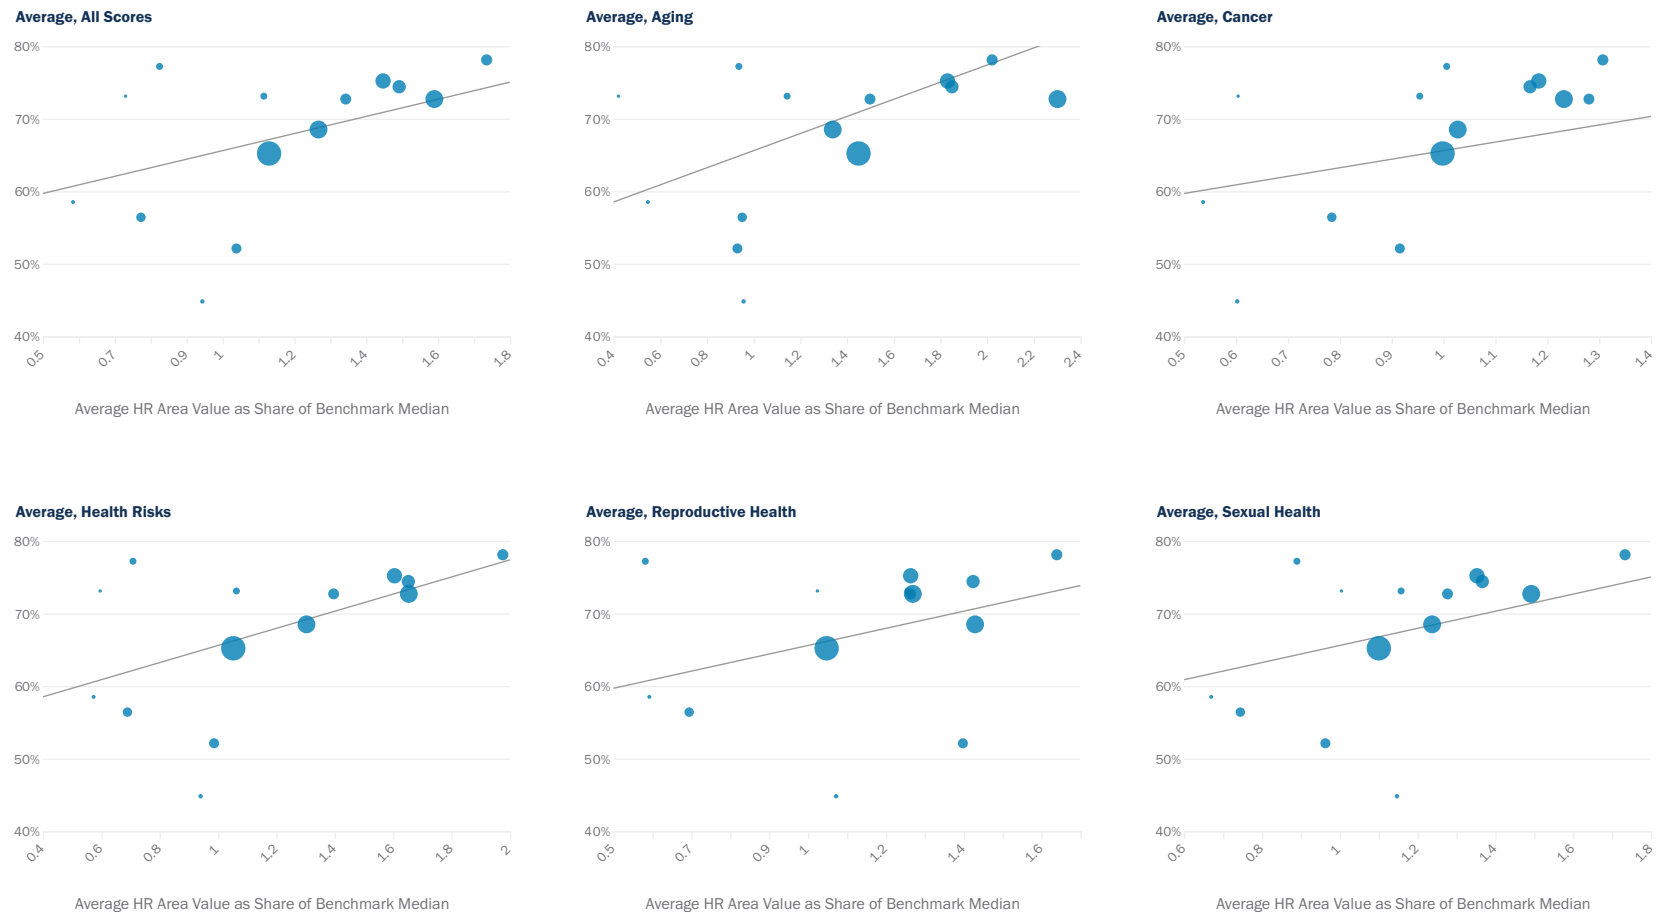 Average, All Scores
80%
70%
60%
50%
40%
0.5 0.7 0.9 1 1.2 1.4 1.6 1.8
Average HR Area Value as Share of Benchmark Median
Average, Aging
80%
70%
60%
50%
40%
0.4 0.6 0.8 1 1.2 1.4 1.6 1.8 2 2.2 2.4
Average HR Area Value as Share of Benchmark Median
Average, Cancer
80%
70%
60%
50%
40%
0.5 0.6 0.7 0.8 0.9 1 1.1 1.2 1.3 1.4
Average HR Area Value as Share of Benchmark Median
Average, Health Risks
80%
70%
60%
50%
40%
0.4 0.6 0.8 1 1.2 1.4 1.6 1.8 2
Average HR Area Value as Share of Benchmark Median
Average, Reproductive Health
80%
70%
60%
50%
40%
0.5 0.7 0.9 1.2 1.4 1.6
Average HR Area Value as Share of Benchmark Median
Average, Sexual Health
80%
70%
60%
50%
40%
0.6 0.8 1 1.2 1.4 1.6 1.8
Average HR Area Value as Share of Benchmark Median